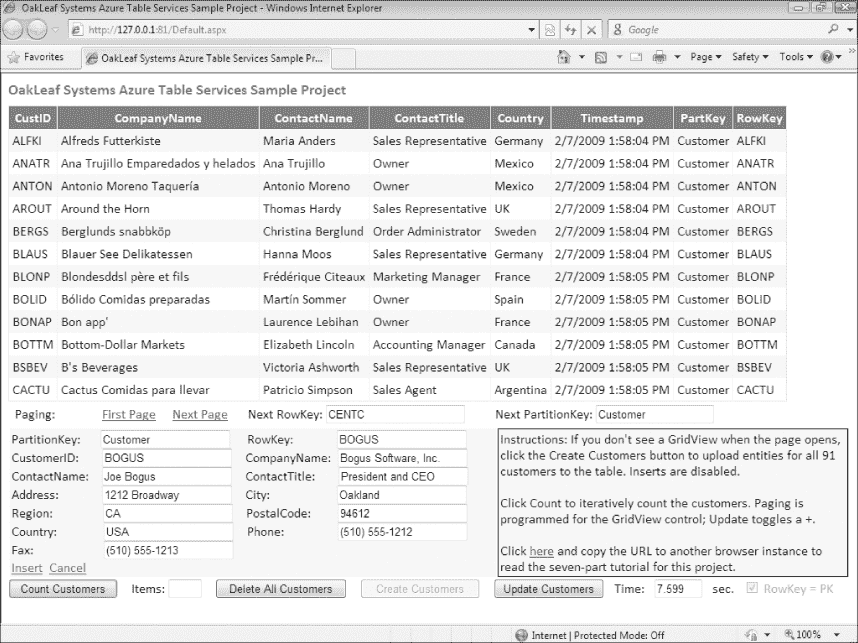 OakLeaf Systems Azure Table Services Sample Project - Windows Internet Explorer
http://127.0.0.1:81/Default.aspx
Google
Favorites
OakLeaf Systems Azure Table Services Sample Pr...
Page
Safety
Tools
OakLeaf Systems Azure Table Services Sample Project
CustID CompanyName ContactName ContactTitle Country Timestamp PartKey RowKey
ALFKI Alfreds Futterkiste Maria Anders Sales Representative Germany 2/7/2009 1:58:04 PM Customer ALFKI
ANATR Ana Trujillo Emparedados y helados Ana Trujillo Owner Mexico 2/7/2009 1:58:04 PM Customer ANATR
ANTON Antonio Moreno Taquería Antonio Moreno Owner Mexico 2/7/2009 1:58:04 PM Customer ANTON
AROUT Around the Horn Thomas Hardy Sales Representative UK 2/7/2009 1:58:04 PM Customer AROUT
BERGS Berglunds snabbköp Christina Berglund Order Administrator Sweden 2/7/2009 1:58:04 PM Customer BERGS
BLAUS Blauer See Delikatessen Hanna Moos Sales Representative Germany 2/7/2009 1:58:04 PM Customer BLAUS
BLONP Blondesddsl père et fils Frédérique Citeaux Marketing Manager France 2/7/2009 1:58:05 PM Customer BLONP
BOLID Bólido Comidas preparadas Martín Sommer Owner Spain 2/7/2009 1:58:05 PM Customer BOLID
BONAP Bon app' Laurence Lebihan Owner France 2/7/2009 1:58:05 PM Customer BONAP
BOTTM Bottom-Dollar Markets Elizabeth Lincoln Accounting Manager Canada 2/7/2009 1:58:05 PM Customer BOTTM
BSBEV B's Beverages Victoria Ashworth Sales Representative UK 2/7/2009 1:58:05 PM Customer BSBEV
CACTU Cactus Comidas para llevar Patricio Simpson Sales Agent Argentina 2/7/2009 1:58:05 PM Customer CACTU
Paging: First Page Next Page Next RowKey: CENTC Next PartitionKey: Customer
PartitionKey: Customer RowKey: BOGUS
CustomerID: BOGUS CompanyName: Bogus Software, Inc.
ContactName: Joe Bogus ContactTitle: President and CEO
Address: 1212 Broadway City: Oakland
Region: CA PostalCode: 94612
Country: USA Phone: (510) 555-1212
Fax: (510) 555-1213
Insert Cancel
Instructions: If you don't see a GridView when the page opens,
click the Create Customers button to upload entities for all 91
customers to the table. Inserts are disabled.
Click Count to iteratively count the customers. Paging is
programmed for the GridView control; Update toggles a +.
Click here and copy the URL to another browser instance to
read the seven-part tutorial for this project.
Count Customers Items: Delete All Customers Create Customers Update Customers Time: 7.599 sec. RowKey = PK
Internet | Protected Mode: Off 100%